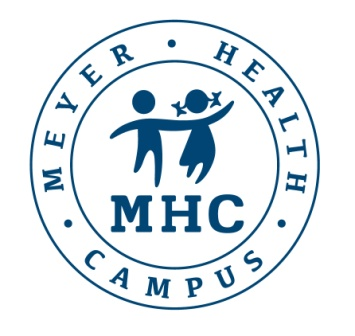 MEYER • HEALTH • CAMPUS •
MHC